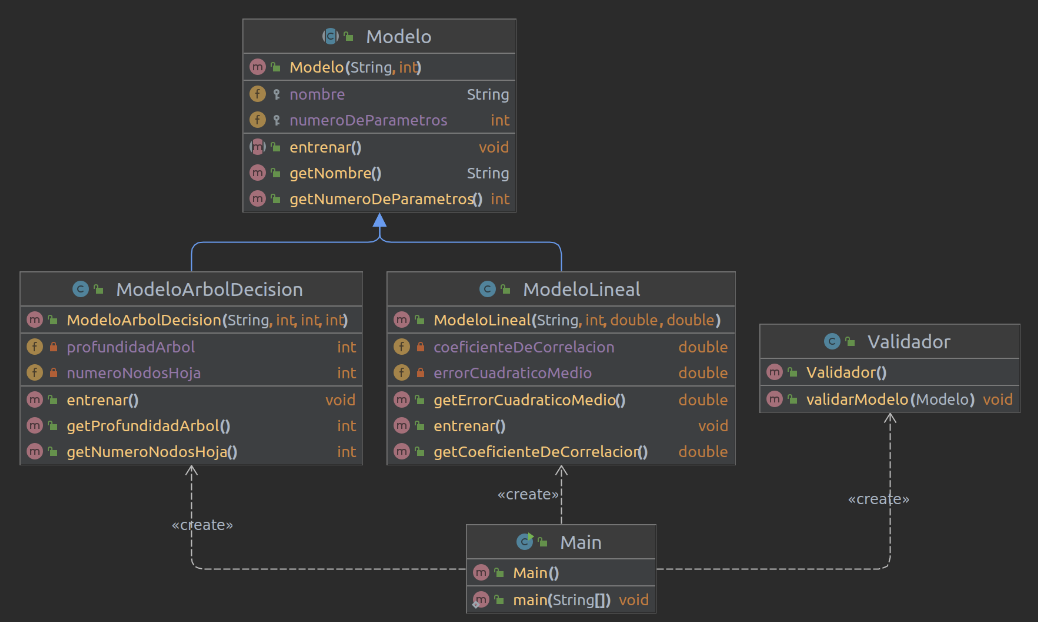 Modelo
Modelo(String, int)
nombre String
numeroDeParametros int
entrenar() void
getNombre() String
getNumeroDeParametros() int
ModeloArbolDecision
ModeloArbolDecision(String, int, int, int)
profundidadArbol int
numeroNodosHoja int
entrenar() void
getProfundidadArbol() int
getNumeroNodosHoja() int
ModeloLineal
ModeloLineal(String, int, double, double)
coeficienteDeCorrelacion double
errorCuadraticoMedio double
getErrorCuadraticoMedio() double
entrenar() void
getCoeficienteDeCorrelacion() double
Validador
Validador()
validarModelo(Modelo) void
«create»
«create»
«create»
Main
Main()
main(String[]) void